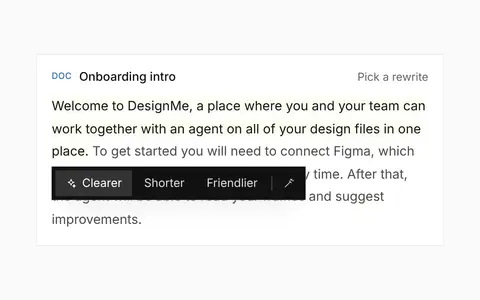 DOC Onboarding intro Pick a rewrite
Welcome to DesignMe, a place where you and your team can
work together with an agent on all of your design files in one
place. To get started you will need to connect Figma, which
Clearer Shorter Friendlier
time. After that,
and suggest
improvements.